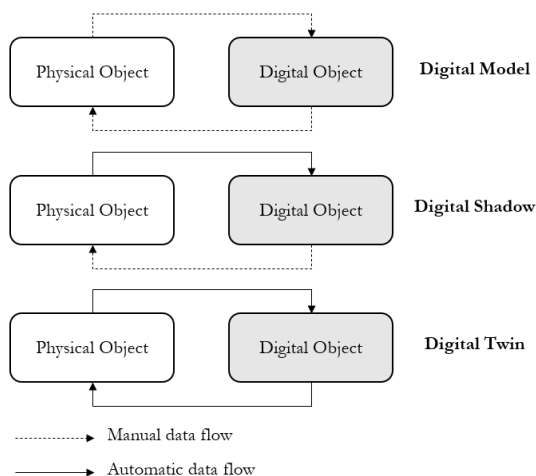 Physical Object
Digital Object
Digital Model
Physical Object
Digital Object
Digital Shadow
Physical Object
Digital Object
Digital Twin
Manual data flow
Automatic data flow